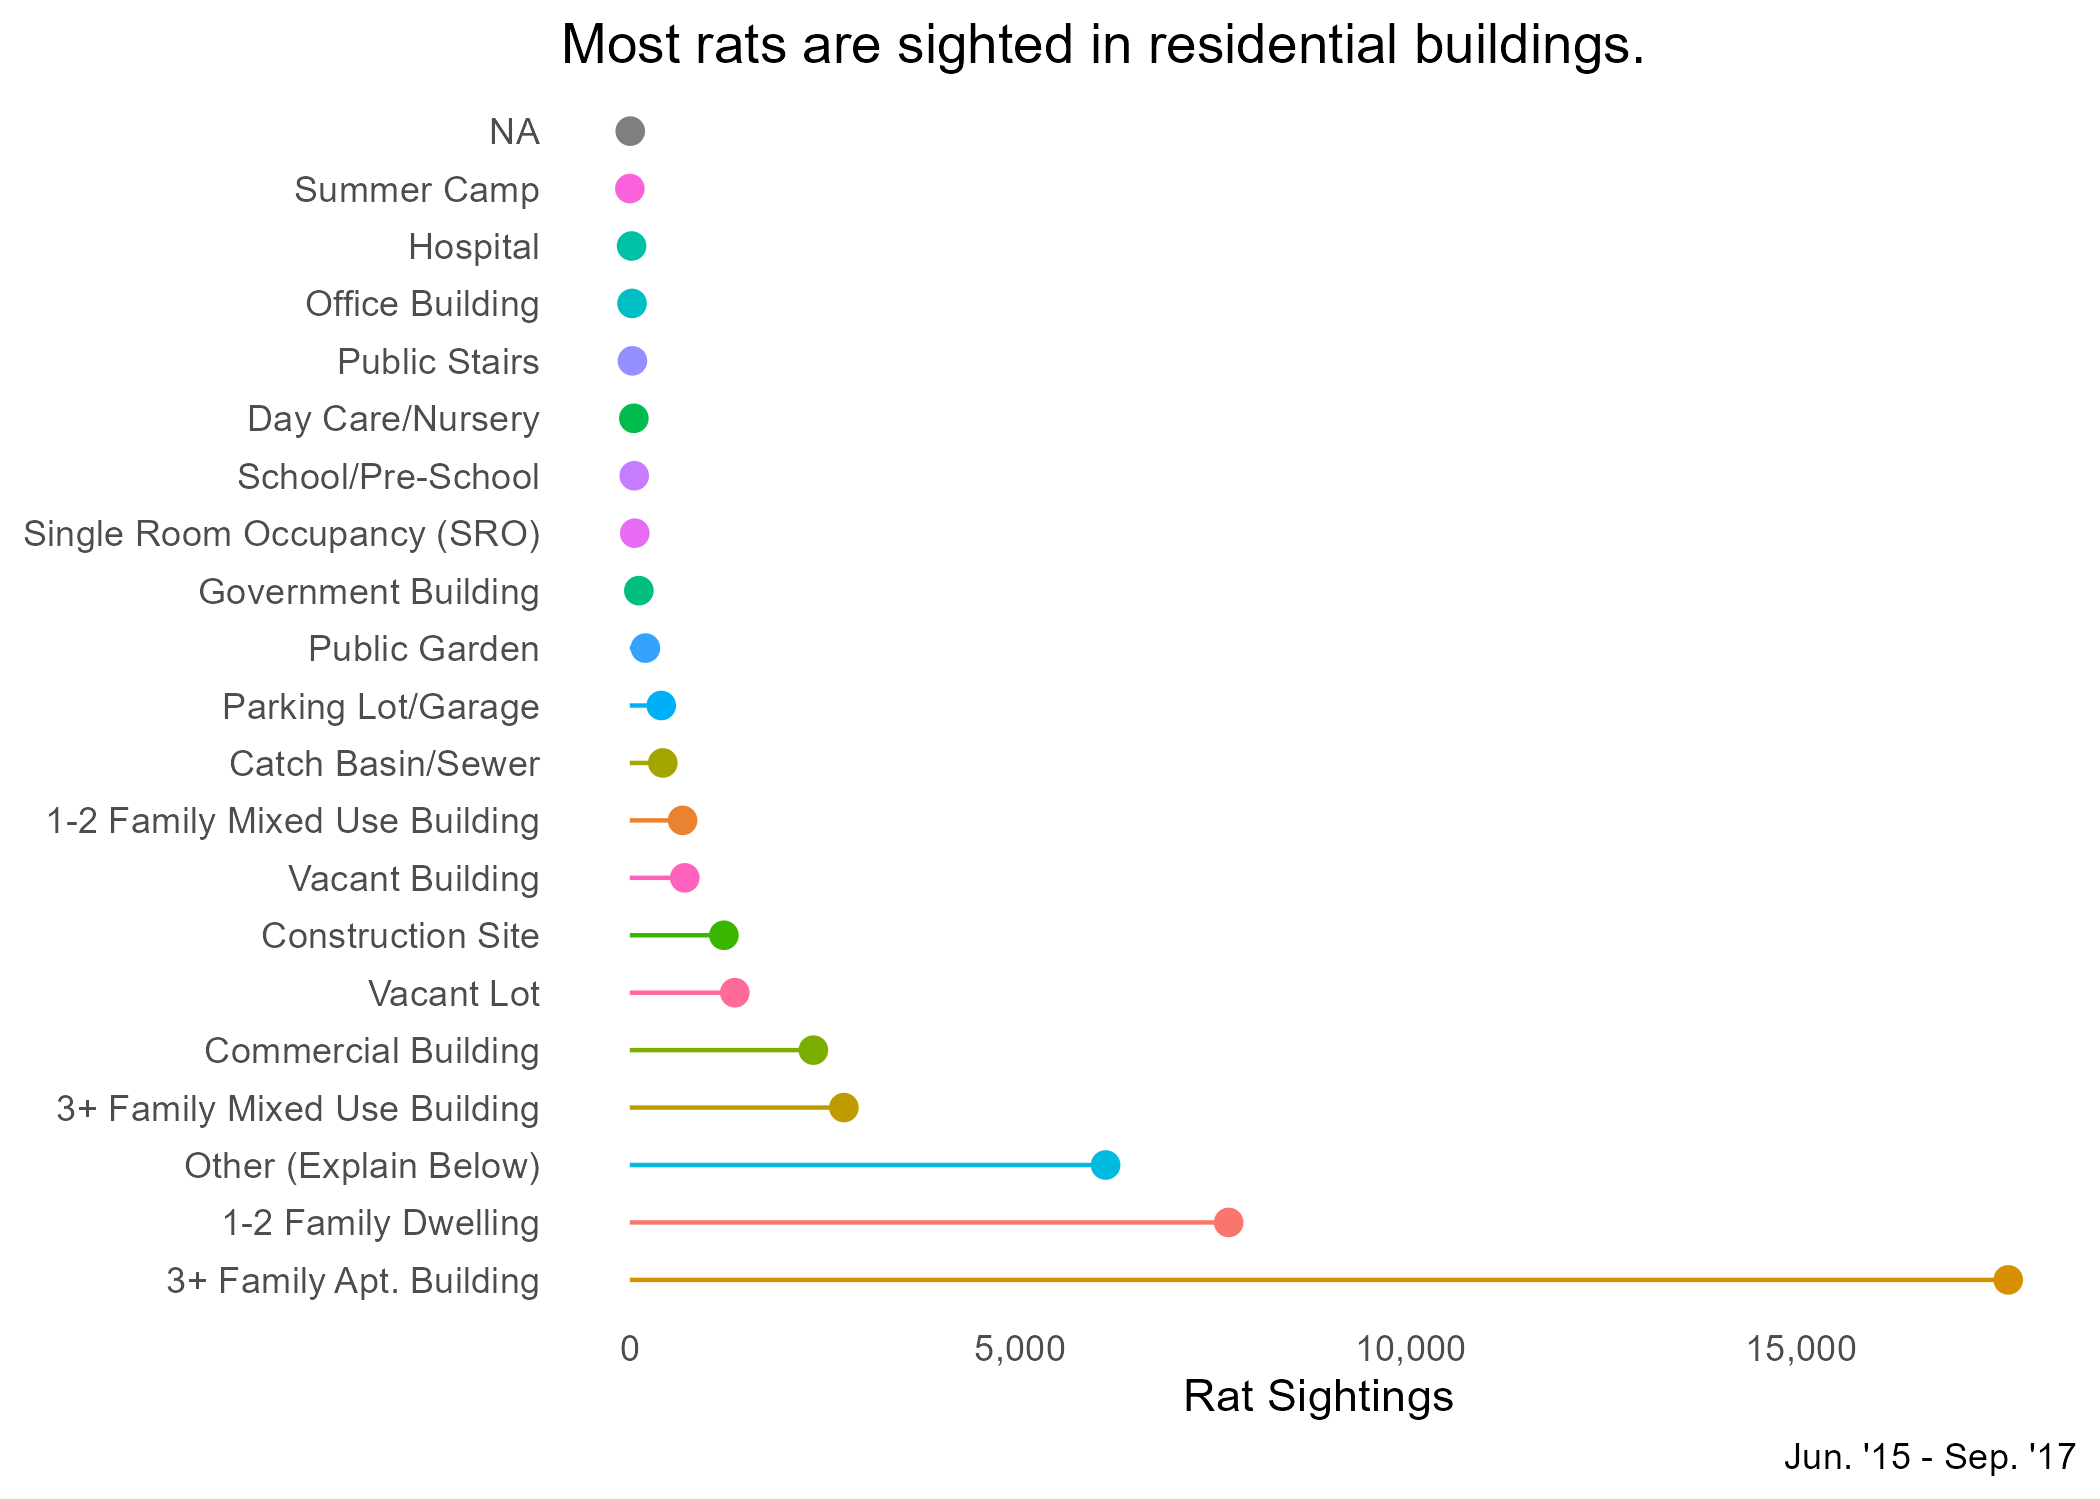 Most rats are sighted in residential buildings.
NA
Summer Camp
Hospital
Office Building
Public Stairs
Day Care/Nursery
School/Pre-School
Single Room Occupancy (SRO)
Government Building
Public Garden
Parking Lot/Garage
Catch Basin/Sewer
1-2 Family Mixed Use Building
Vacant Building
Construction Site
Vacant Lot
Commercial Building
3+ Family Mixed Use Building
Other (Explain Below)
1-2 Family Dwelling
3+ Family Apt. Building
0 5,000 10,000 15,000
Rat Sightings
Jun. '15 - Sep. '17